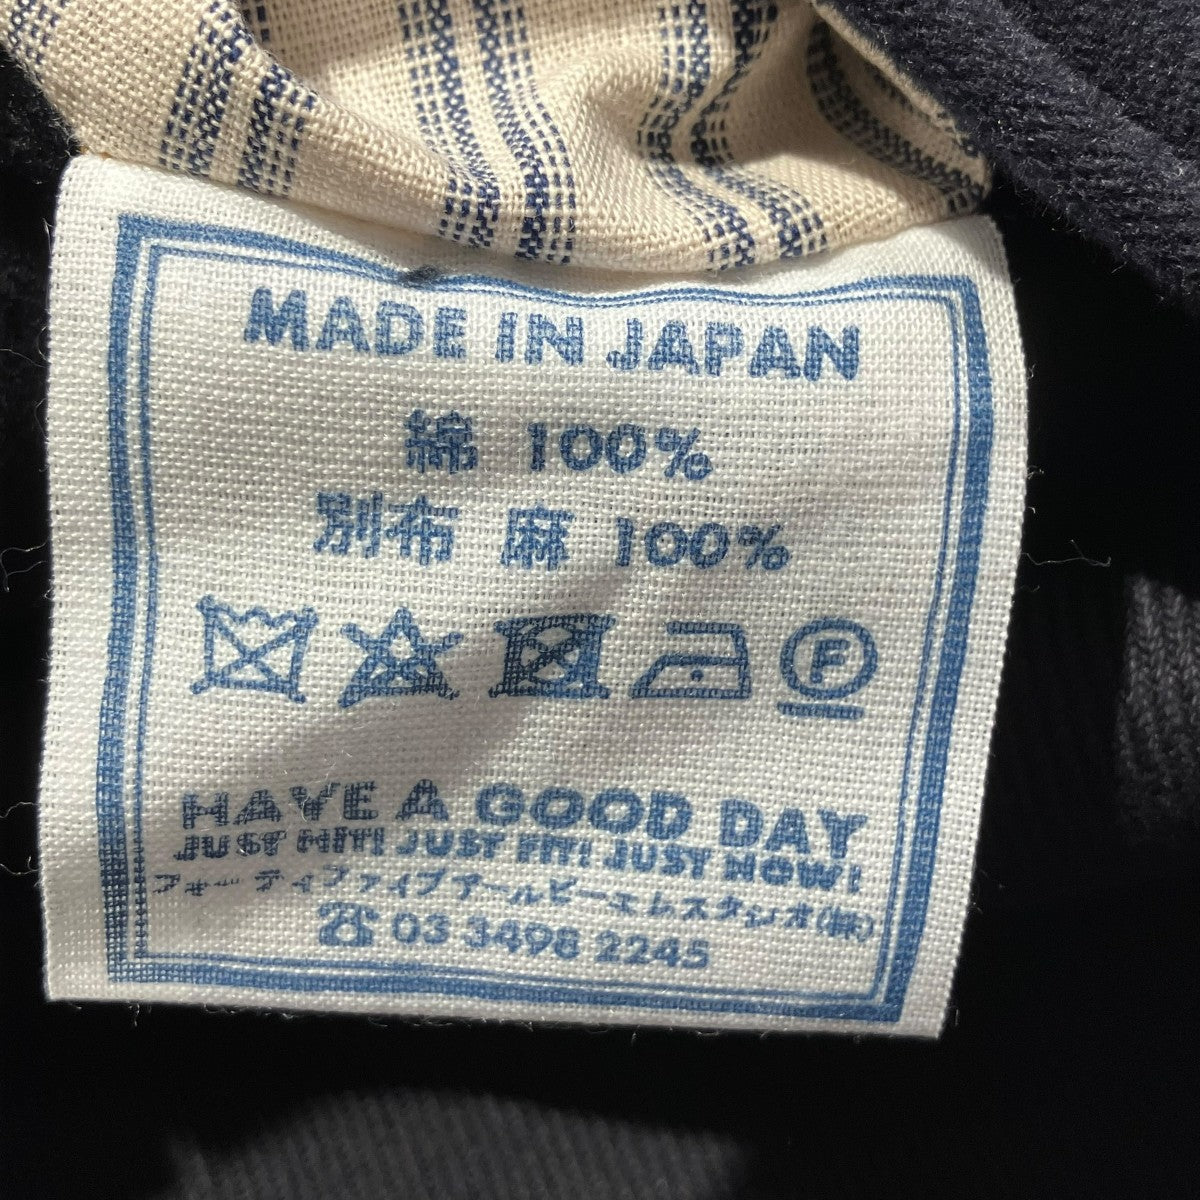 MADE IN JAPAN
綿 100%
別布 麻 100%
F
HAVE A GOOD DAY
JUST HIT! JUST FIT! JUST NOW!
フォーティファイブアールピーエムスタジオ(株)
☎ 03 3498 2245